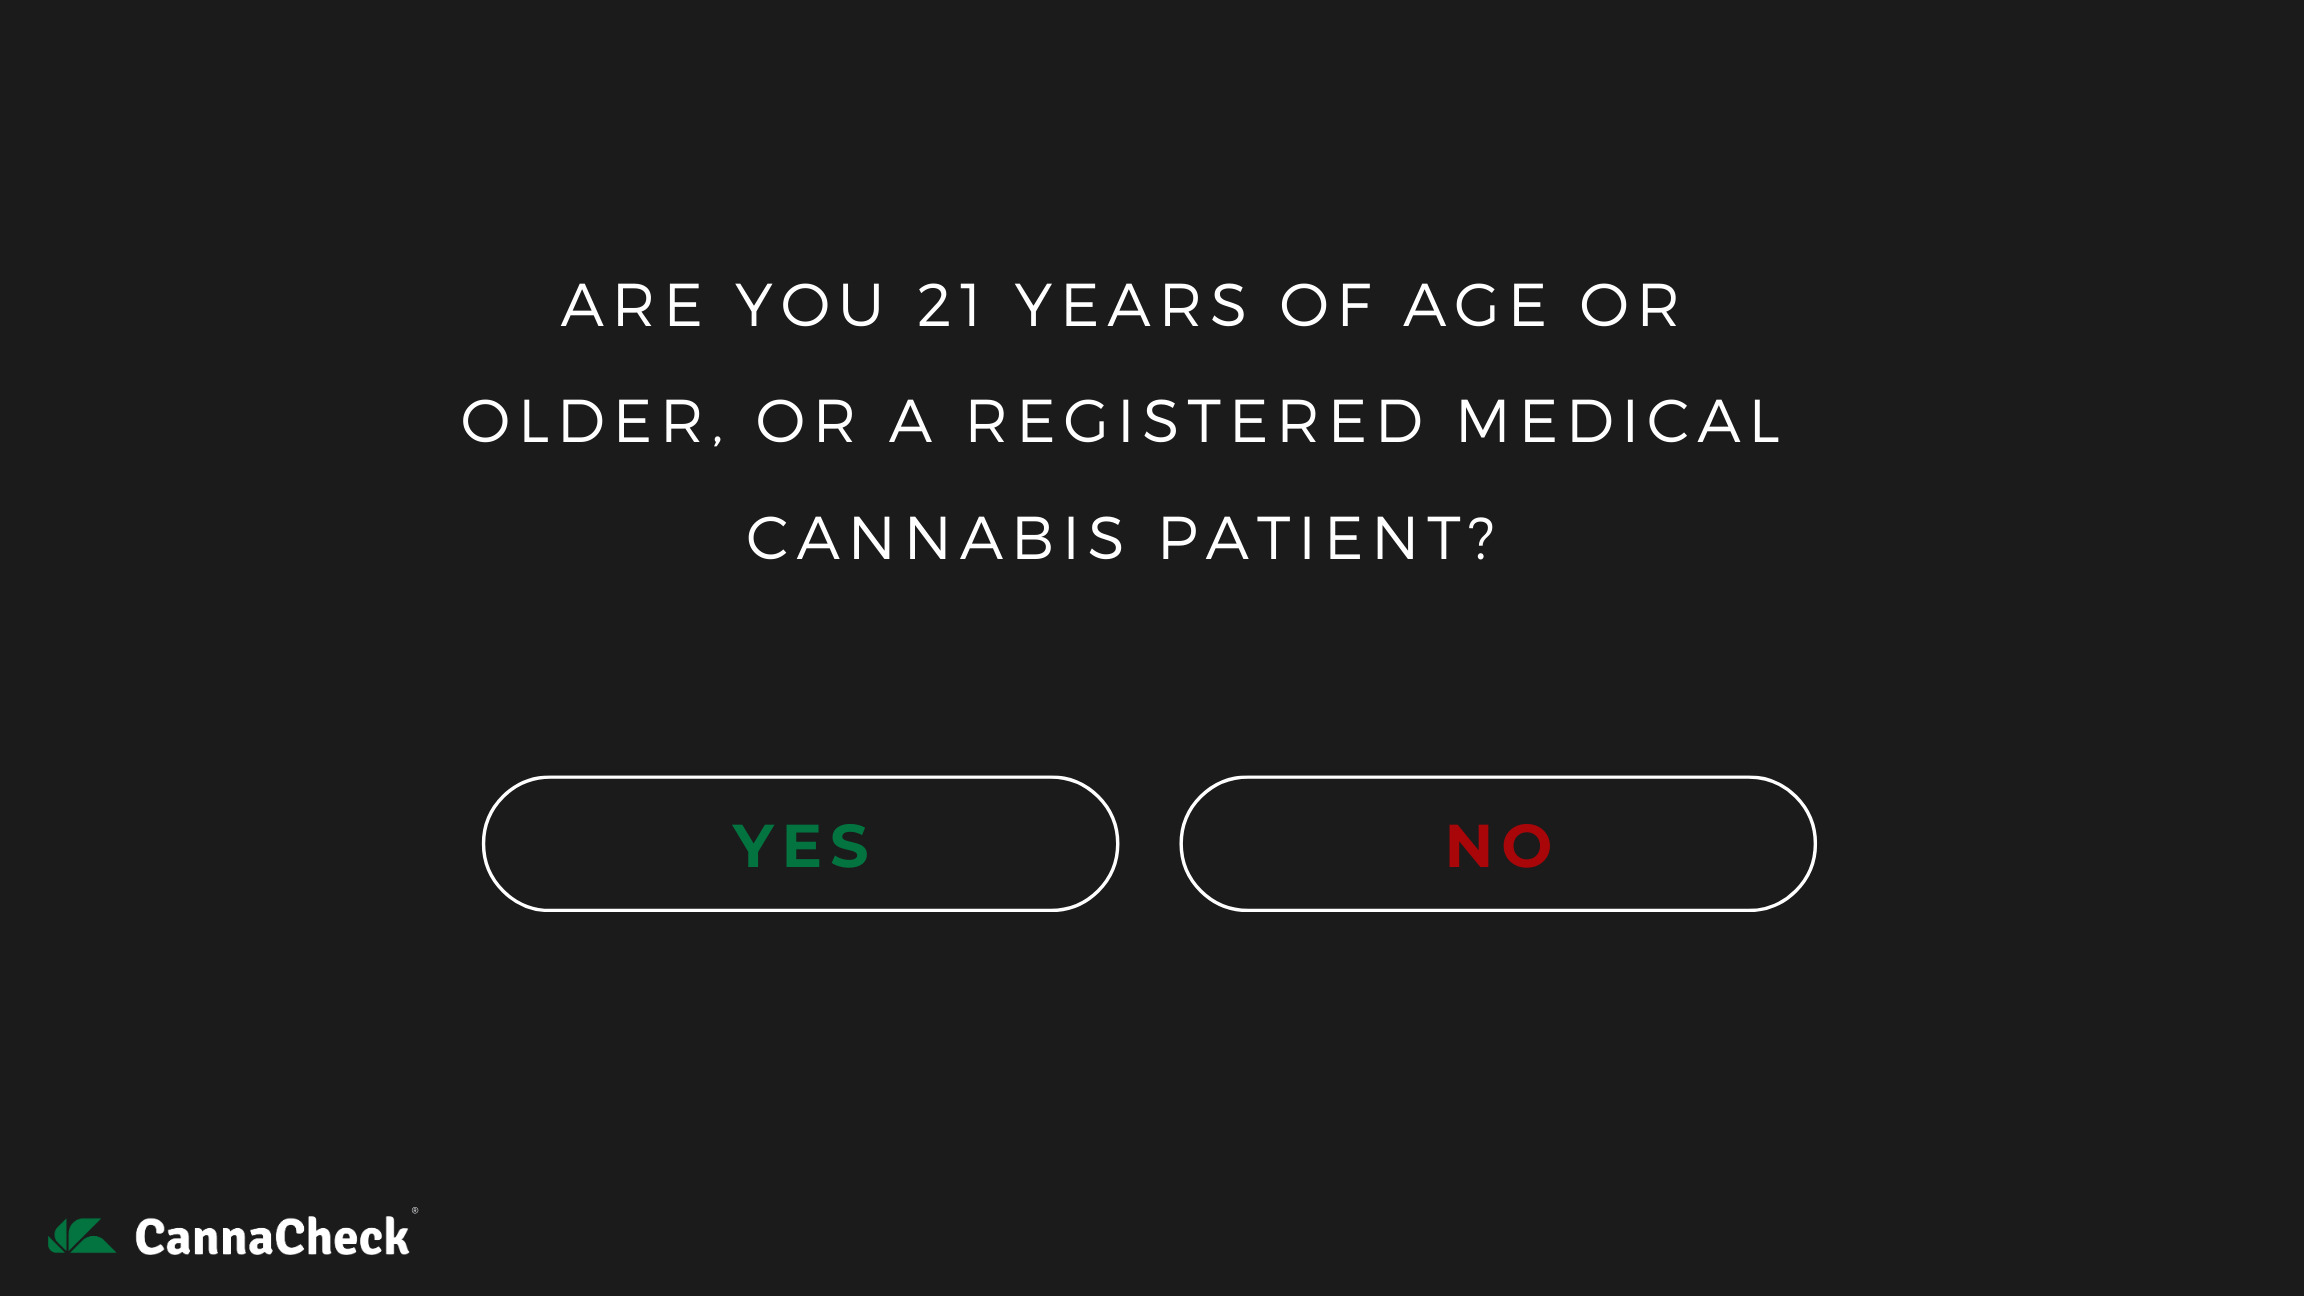 ARE YOU 21 YEARS OF AGE OR
OLDER, OR A REGISTERED MEDICAL
CANNABIS PATIENT?
YES
NO
CannaCheck®